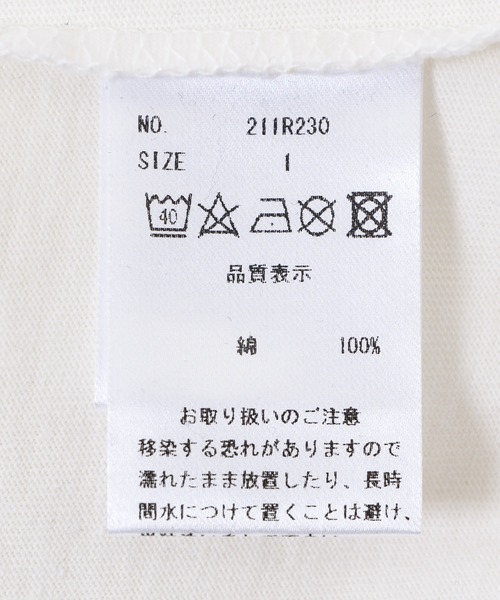 NO. 211R230
SIZE 1
40
品質表示
綿 100%
お取り扱いのご注意
移染する恐れがありますので
濡れたまま放置したり、長時
間水につけて置くことは避け、